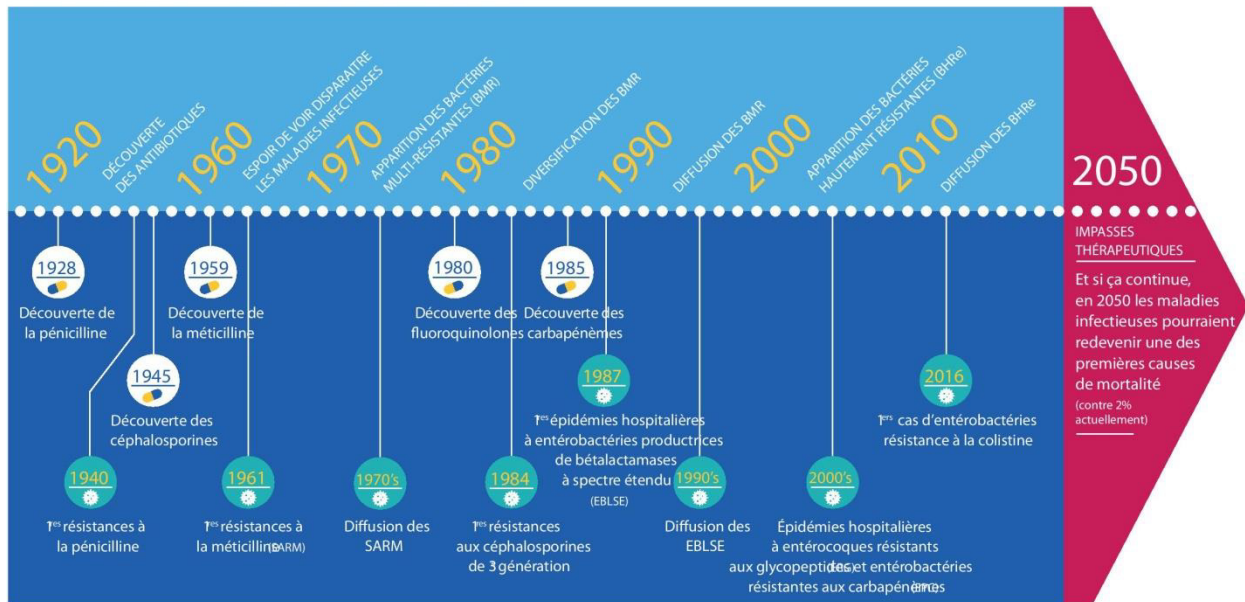 1920
DÉCOUVERTE
DES ANTIBIOTIQUES
1960
ESPOIR DE VOIR DISPARAITRE
LES MALADIES INFECTIEUSES
1970
APPARITION DES BACTÉRIES
MULTI-RÉSISTANTES (BMR)
1980
DIVERSIFICATION DES BMR
1990
DIFFUSION DES BMR
2000
APPARITION DES BACTÉRIES
HAUTEMENT RÉSISTANTES (BHRe)
2010
DIFFUSION DES BHRe
2050
IMPASSES
THÉRAPEUTIQUES
Et si ça continue,
en 2050 les maladies
infectieuses pourraient
redevenir une des
premières causes
de mortalité
(contre 2%
actuellement)
1928
Découverte de
la pénicilline
1959
Découverte de
la méticilline
1980
Découverte des
fluoroquinolones
1985
Découverte des
carbapénèmes
1945
Découverte des
céphalosporines
1987
1res épidémies hospitalières
à entérobactéries productrices
de bétalactamases
à spectre étendu
(EBLSE)
2016
1ers cas d'entérobactéries
résistance à la colistine
1940
1res résistances à
la pénicilline
1961
1res résistances à
la méticilline (SARM)
1970's
Diffusion des
SARM
1984
1res résistances
aux céphalosporines
de 3 génération
1990's
Diffusion des
EBLSE
2000's
Épidémies hospitalières
à entérocoques résistants
aux glycopeptides et entérobactéries
résistantes aux carbapénèmes (EPC)